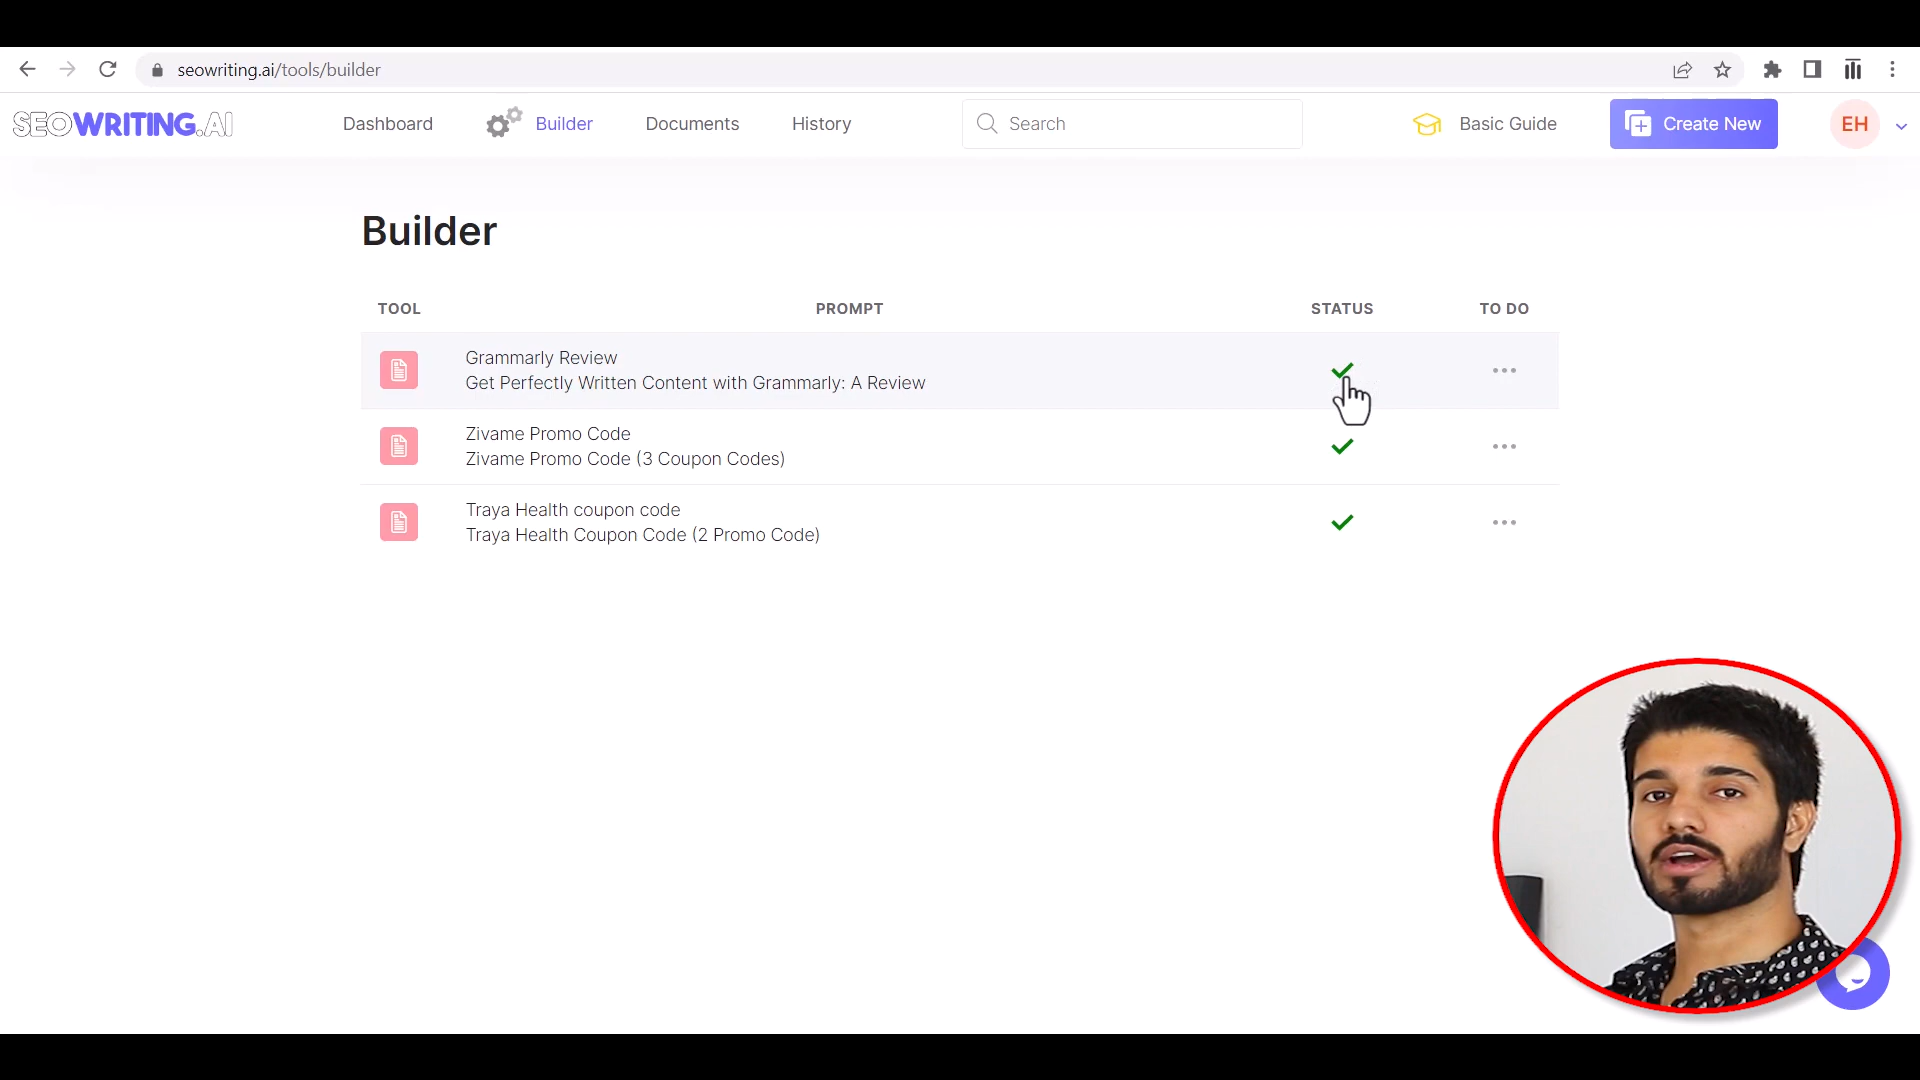 seowriting.ai/tools/builder
SEOWRITING.AI
Dashboard
Builder
Documents
History
Search
Basic Guide
Create New
EH
Builder
TOOL
PROMPT
STATUS
TO DO
Grammarly Review
Get Perfectly Written Content with Grammarly: A Review
Zivame Promo Code
Zivame Promo Code (3 Coupon Codes)
Traya Health coupon code
Traya Health Coupon Code (2 Promo Code)